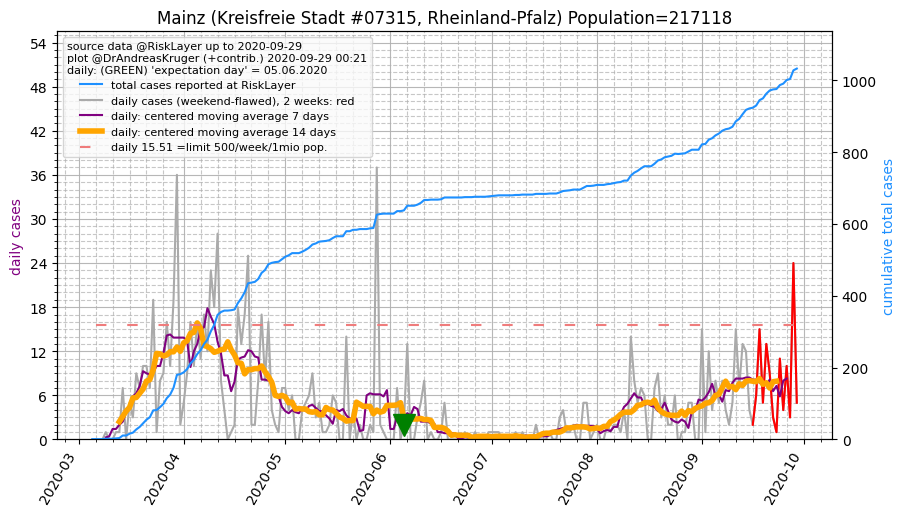 Mainz (Kreisfreie Stadt #07315, Rheinland-Pfalz) Population=217118
source data @RiskLayer up to 2020-09-29
plot @DrAndreasKruger (+contrib.) 2020-09-29 00:21
daily: (GREEN) 'expectation day' = 05.06.2020
total cases reported at RiskLayer
daily cases (weekend-flawed), 2 weeks: red
daily: centered moving average 7 days
daily: centered moving average 14 days
daily 15.51 =limit 500/week/1mio pop.
daily cases
54
48
42
36
30
24
18
12
6
0
cumulative total cases
1000
800
600
400
200
0
2020-03
2020-04
2020-05
2020-06
2020-07
2020-08
2020-09
2020-10